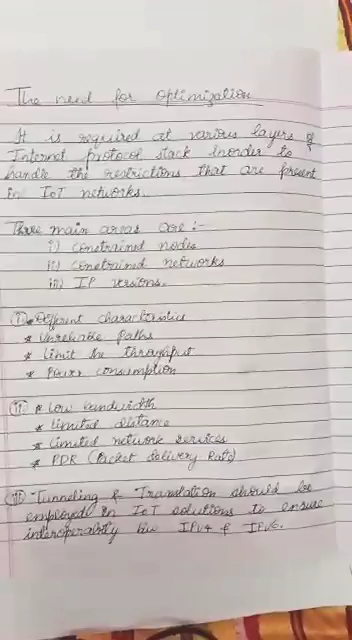 The need for optimization
It is required at various layers of
Internet protocol stack inorder to
handle the restrictions that are present
in IoT networks.
Three main areas are :-
i) constrained nodes
ii) constrained networks
iii) IP versions.
(i) * Different characteristics
* Unreliable paths
* Limit the throughput
* Power consumption
(ii) * Low bandwidth
* limited distance
* Limited network services
* PDR (Packet delivery Rate)
(iii) * Tunneling & Translation should be
employed in IoT solutions to ensure
interoperability b/w IPV4 & IPV6.